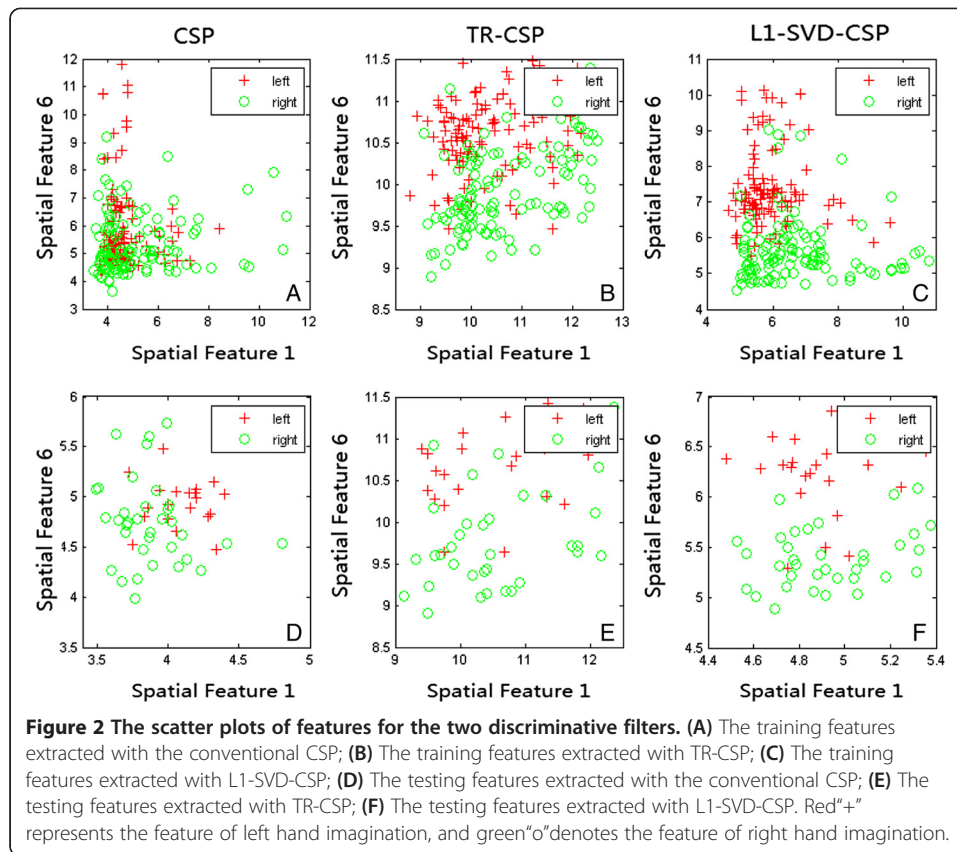 CSP
TR-CSP
L1-SVD-CSP
Spatial Feature 6
12
11
10
9
8
7
6
5
4
3
+ left
o right
A
4
6
8
10
12
Spatial Feature 1
Spatial Feature 6
11.5
11
10.5
10
9.5
9
8.5
+ left
o right
B
9
10
11
12
13
Spatial Feature 1
Spatial Feature 6
11
10
9
8
7
6
5
4
+ left
o right
C
4
6
8
10
Spatial Feature 1
Spatial Feature 6
6
5.5
5
4.5
4
3.5
+ left
o right
D
3.5
4
4.5
5
Spatial Feature 1
Spatial Feature 6
11.5
11
10.5
10
9.5
9
8.5
+ left
o right
E
9
10
11
12
Spatial Feature 1
Spatial Feature 6
7
6.5
6
5.5
5
4.5
+ left
o right
F
4.4
4.6
4.8
5
5.2
5.4
Spatial Feature 1
Figure 2 The scatter plots of features for the two discriminative filters. (A) The training features
extracted with the conventional CSP; (B) The training features extracted with TR-CSP; (C) The training
features extracted with L1-SVD-CSP; (D) The testing features extracted with the conventional CSP; (E) The
testing features extracted with TR-CSP; (F) The testing features extracted with L1-SVD-CSP. Red"+"
represents the feature of left hand imagination, and green"o"denotes the feature of right hand imagination.